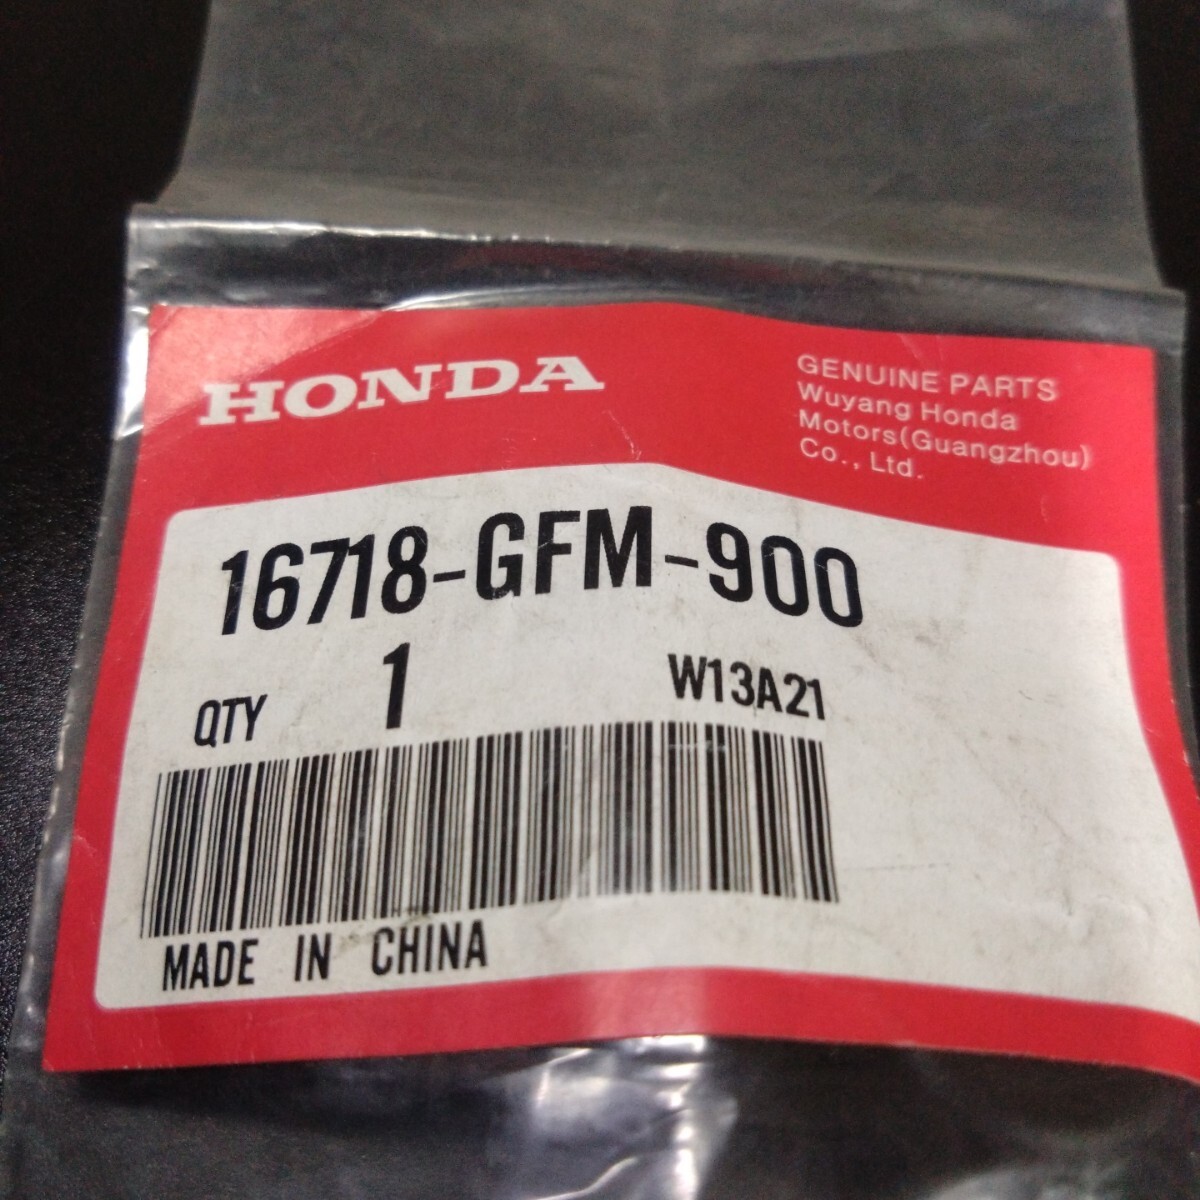 HONDA
GENUINE PARTS
Wuyang Honda
Motors(Guangzhou)
Co., Ltd.
16718-GFM-900
QTY 1 W13A21
MADE IN CHINA